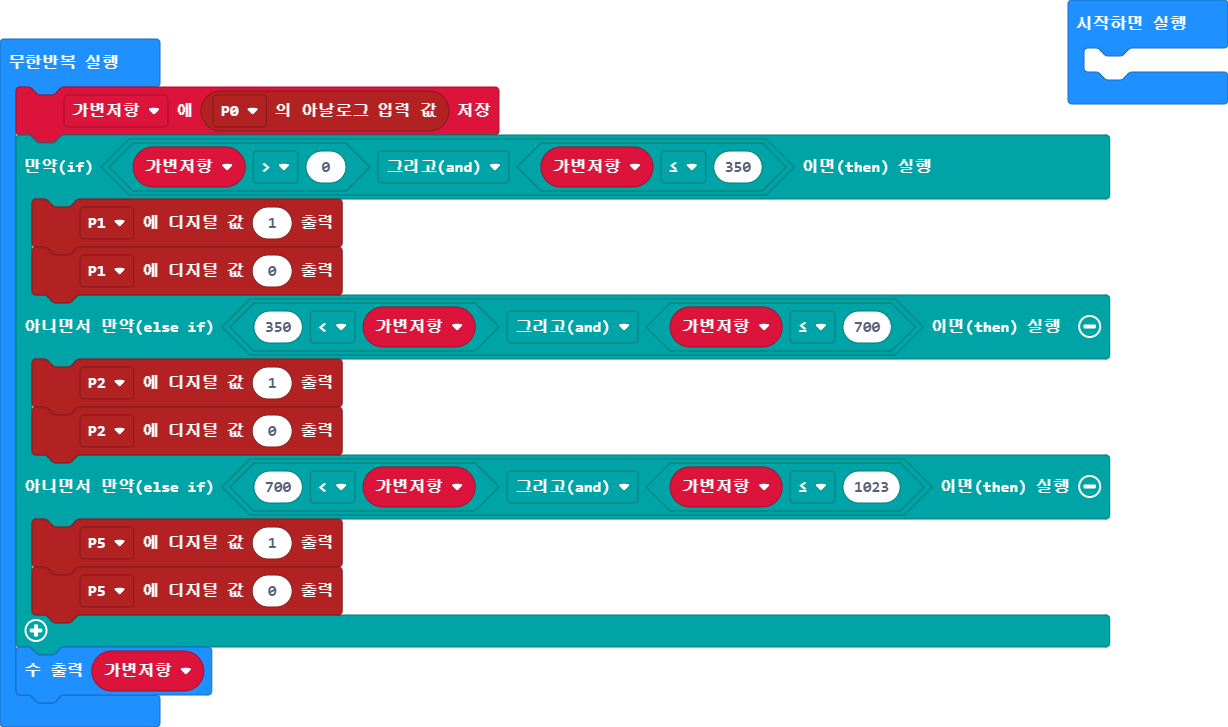 시작하면 실행
무한반복 실행
가변저항 에 P0 의 아날로그 입력 값 저장
만약(if) 가변저항 > 0 그리고(and) 가변저항 ≤ 350 이면(then) 실행
P1 에 디지털 값 1 출력
P1 에 디지털 값 0 출력
아니면서 만약(else if) 350 < 가변저항 그리고(and) 가변저항 ≤ 700 이면(then) 실행
P2 에 디지털 값 1 출력
P2 에 디지털 값 0 출력
아니면서 만약(else if) 700 < 가변저항 그리고(and) 가변저항 ≤ 1023 이면(then) 실행
P5 에 디지털 값 1 출력
P5 에 디지털 값 0 출력
수 출력 가변저항